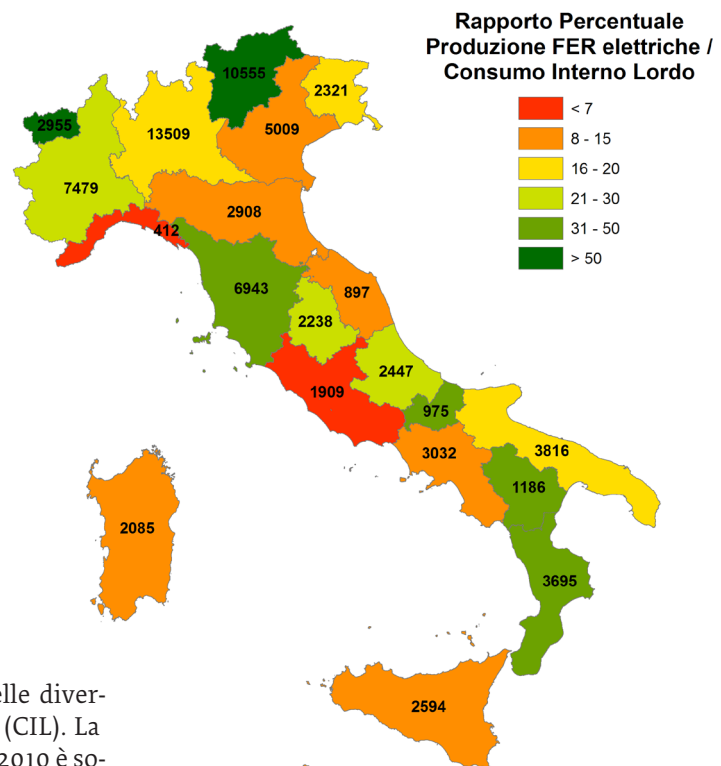 Rapporto Percentuale
Produzione FER elettriche /
Consumo Interno Lordo
< 7
8 - 15
16 - 20
21 - 30
31 - 50
> 50
10555
2321
2955
13509
5009
7479
2908
412
6943
897
2238
2447
1909
975
3032
3816
1186
2085
3695
2594
elle diver-
(CIL). La
2010 è so-